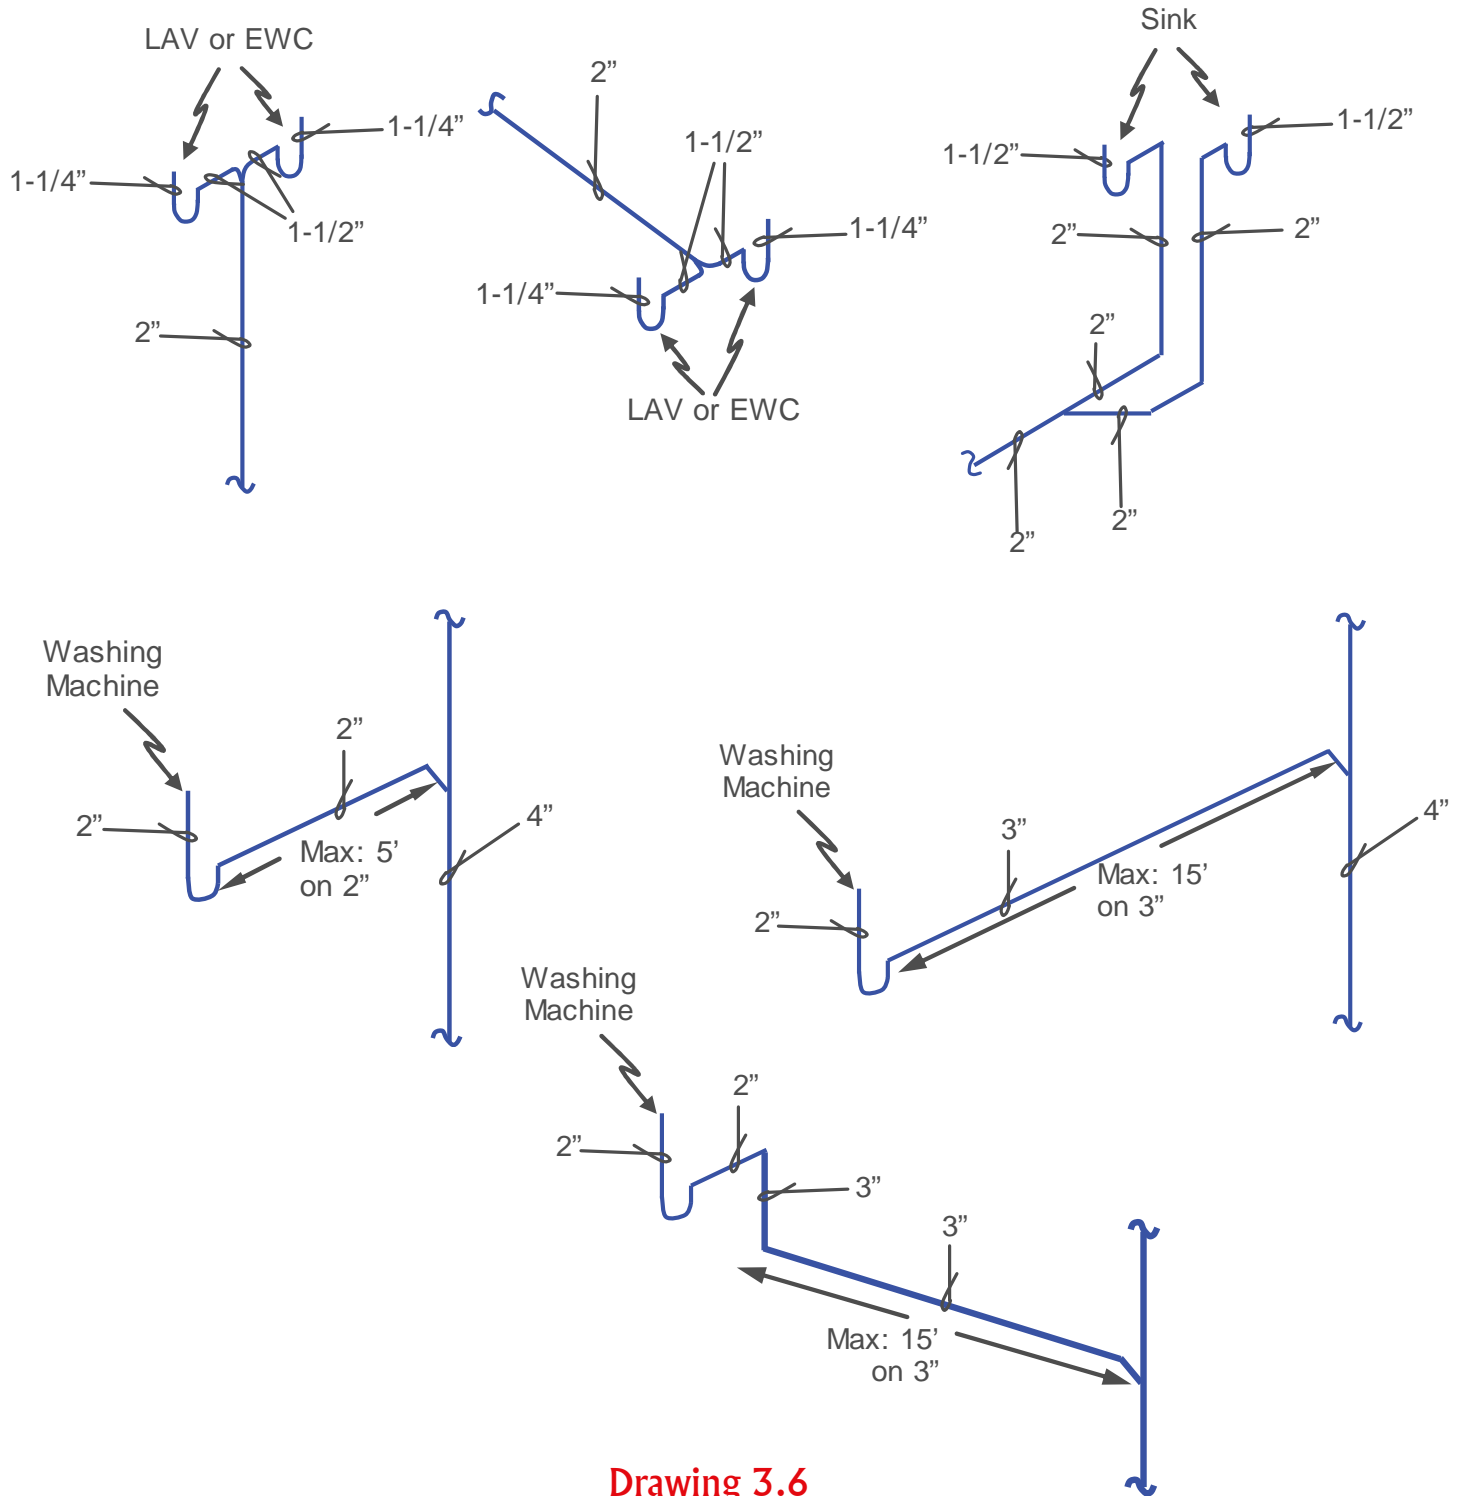 LAV or EWC
1-1/4”
1-1/4”
1-1/2”
2”
2”
1-1/2”
1-1/4”
1-1/4”
LAV or EWC
Sink
1-1/2”
1-1/2”
2”
2”
2”
2”
2”
Washing
Machine
2”
2”
Max: 5’
on 2”
4”
Washing
Machine
2”
3”
Max: 15’
on 3”
4”
Washing
Machine
2”
2”
3”
3”
Max: 15’
on 3”
Drawing 3.6